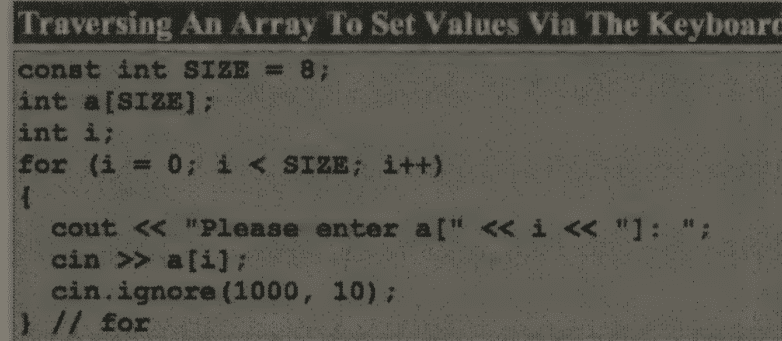 Traversing An Array To Set Values Via The Keyboard
const int SIZE = 8;
int a[SIZE];
int i;
for (i = 0; i < SIZE; i++)
{
  cout << "Please enter a[" << i << "]: ";
  cin >> a[i];
  cin.ignore(1000, 10);
} // for